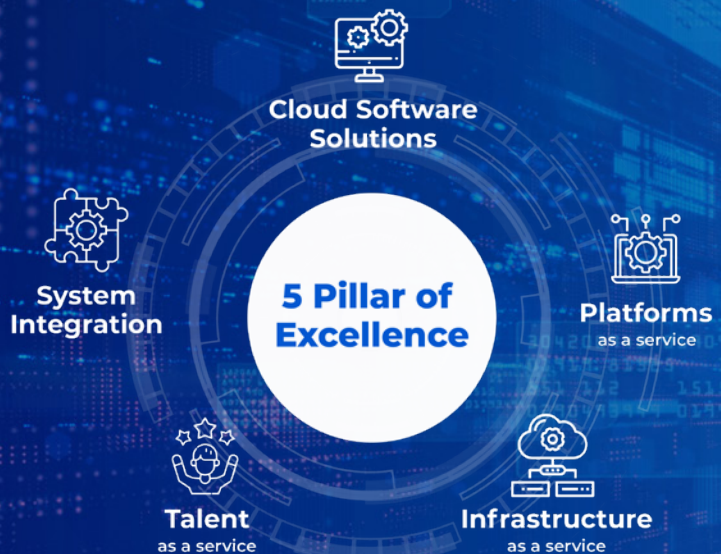 Cloud Software
Solutions
System
Integration
5 Pillar of
Excellence
Platforms
as a service
Talent
as a service
Infrastructure
as a service